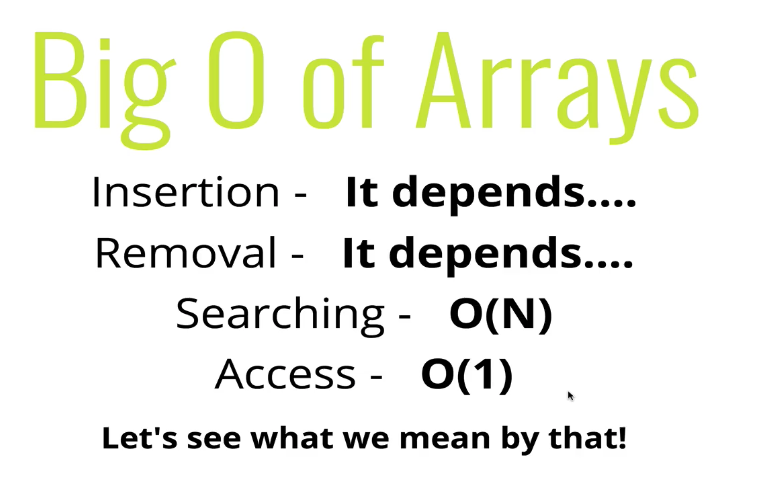 Big O of Arrays
Insertion - It depends....
Removal - It depends....
Searching - O(N)
Access - O(1)
Let's see what we mean by that!